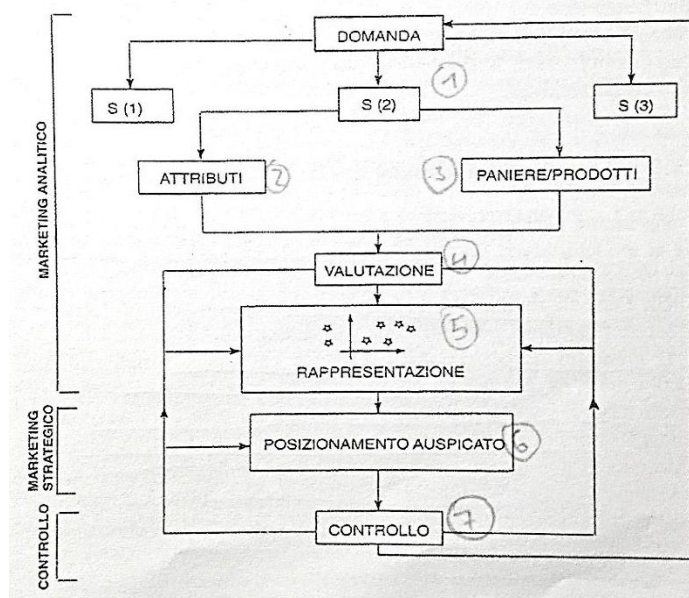 DOMANDA
1
S (1)
S (2)
S (3)
ATTRIBUTI 2
3 PANIERE/PRODOTTI
MARKETING ANALITICO
VALUTAZIONE 4
5
RAPPRESENTAZIONE
MARKETING
STRATEGICO
POSIZIONAMENTO AUSPICATO 6
CONTROLLO
CONTROLLO 7